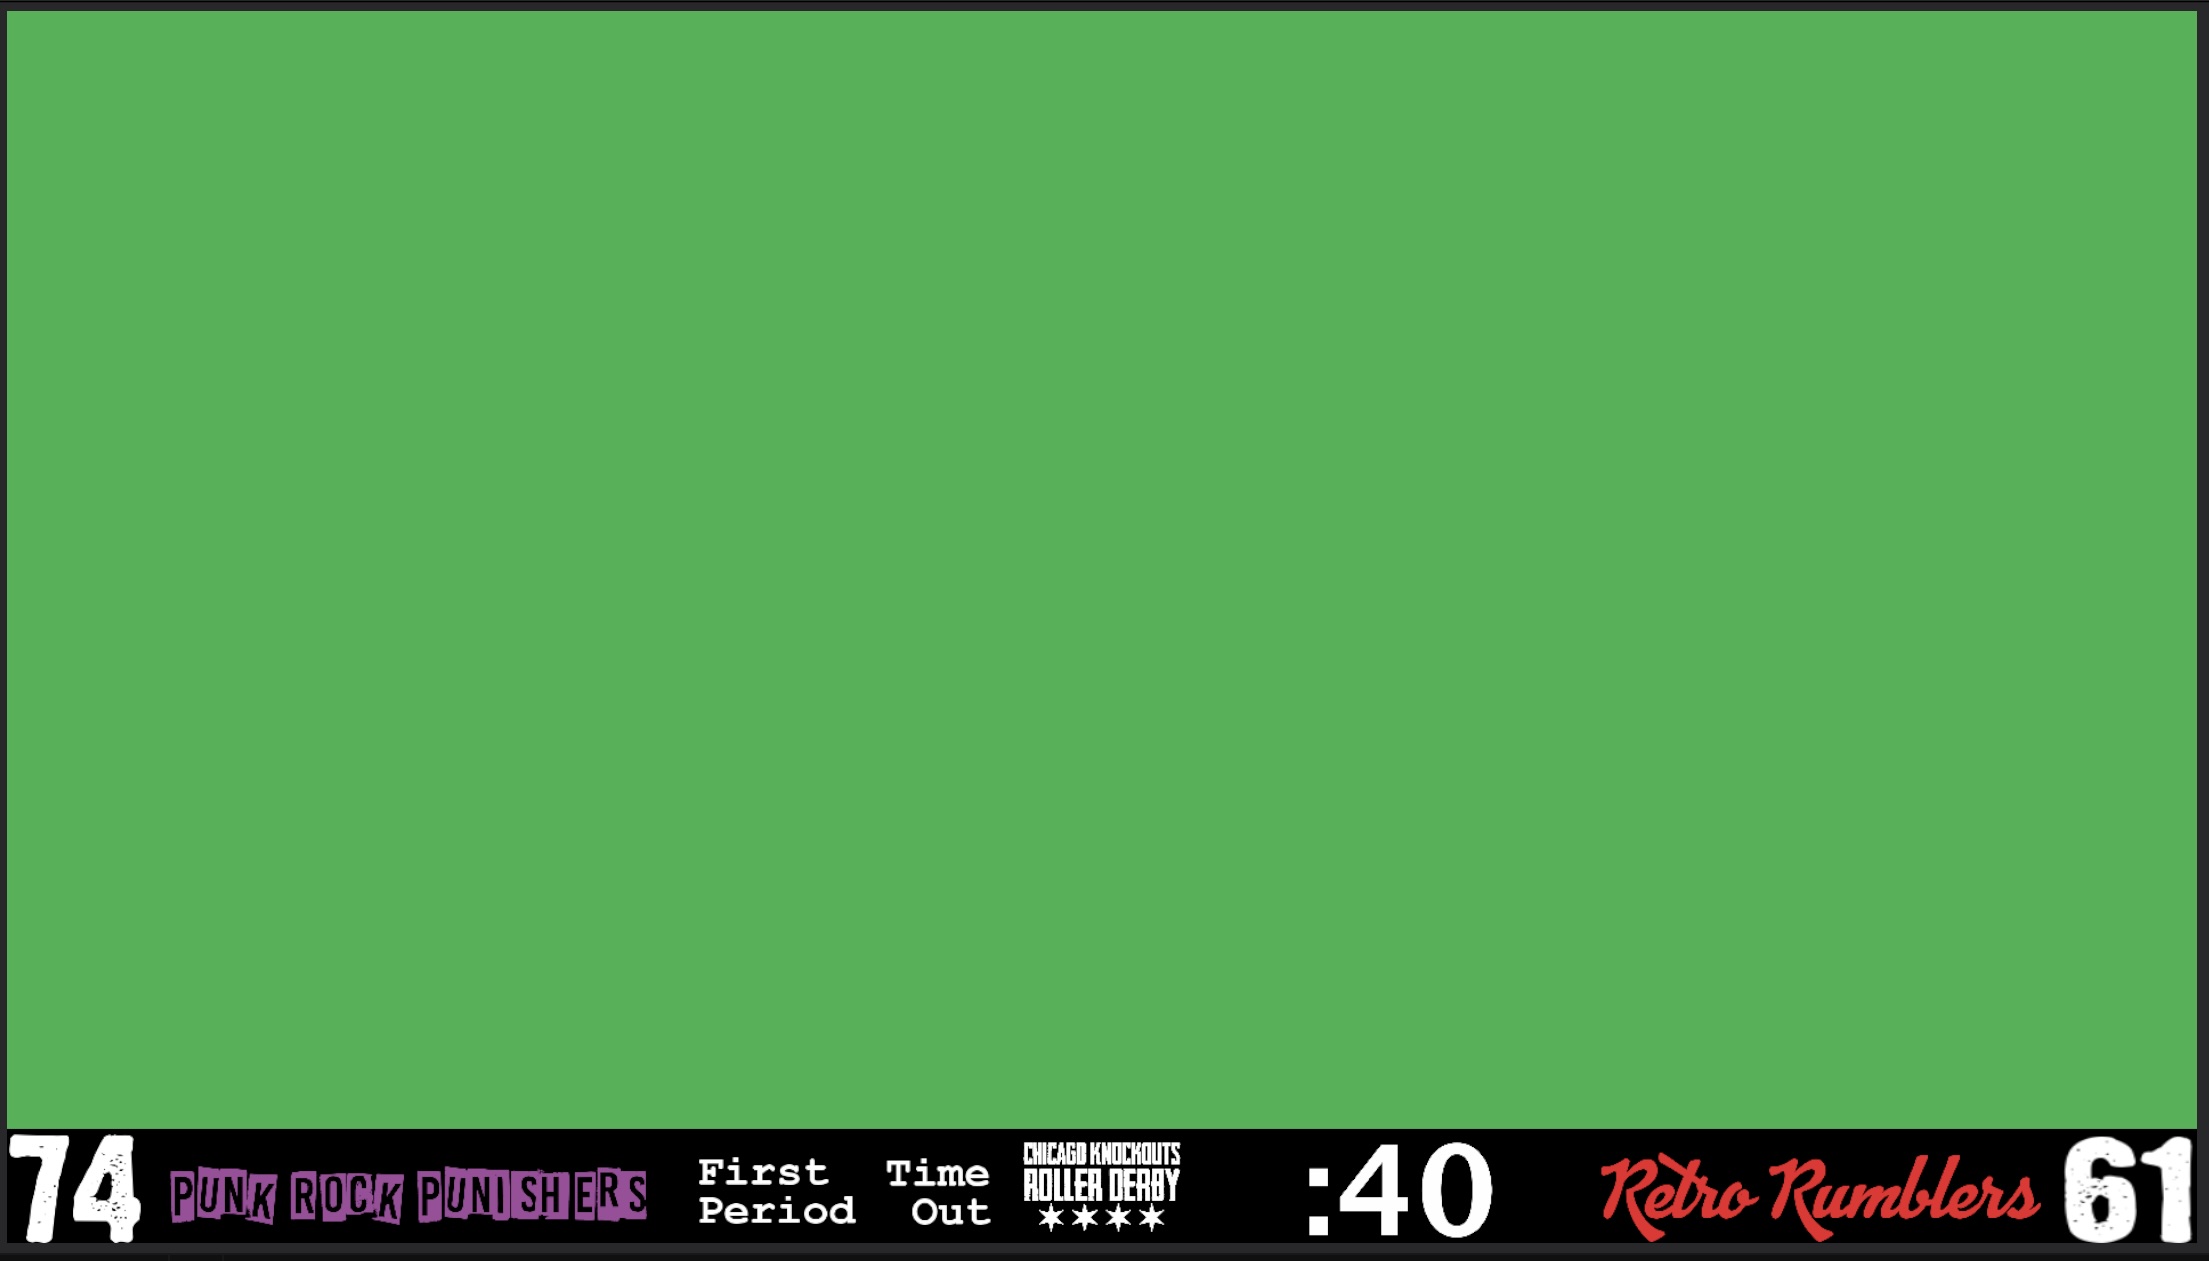 74
PUNK ROCK PUNISHERS
First Period
Time Out
CHICAGO KNOCKOUTS
ROLLER DERBY
:40
Retro Rumblers
61